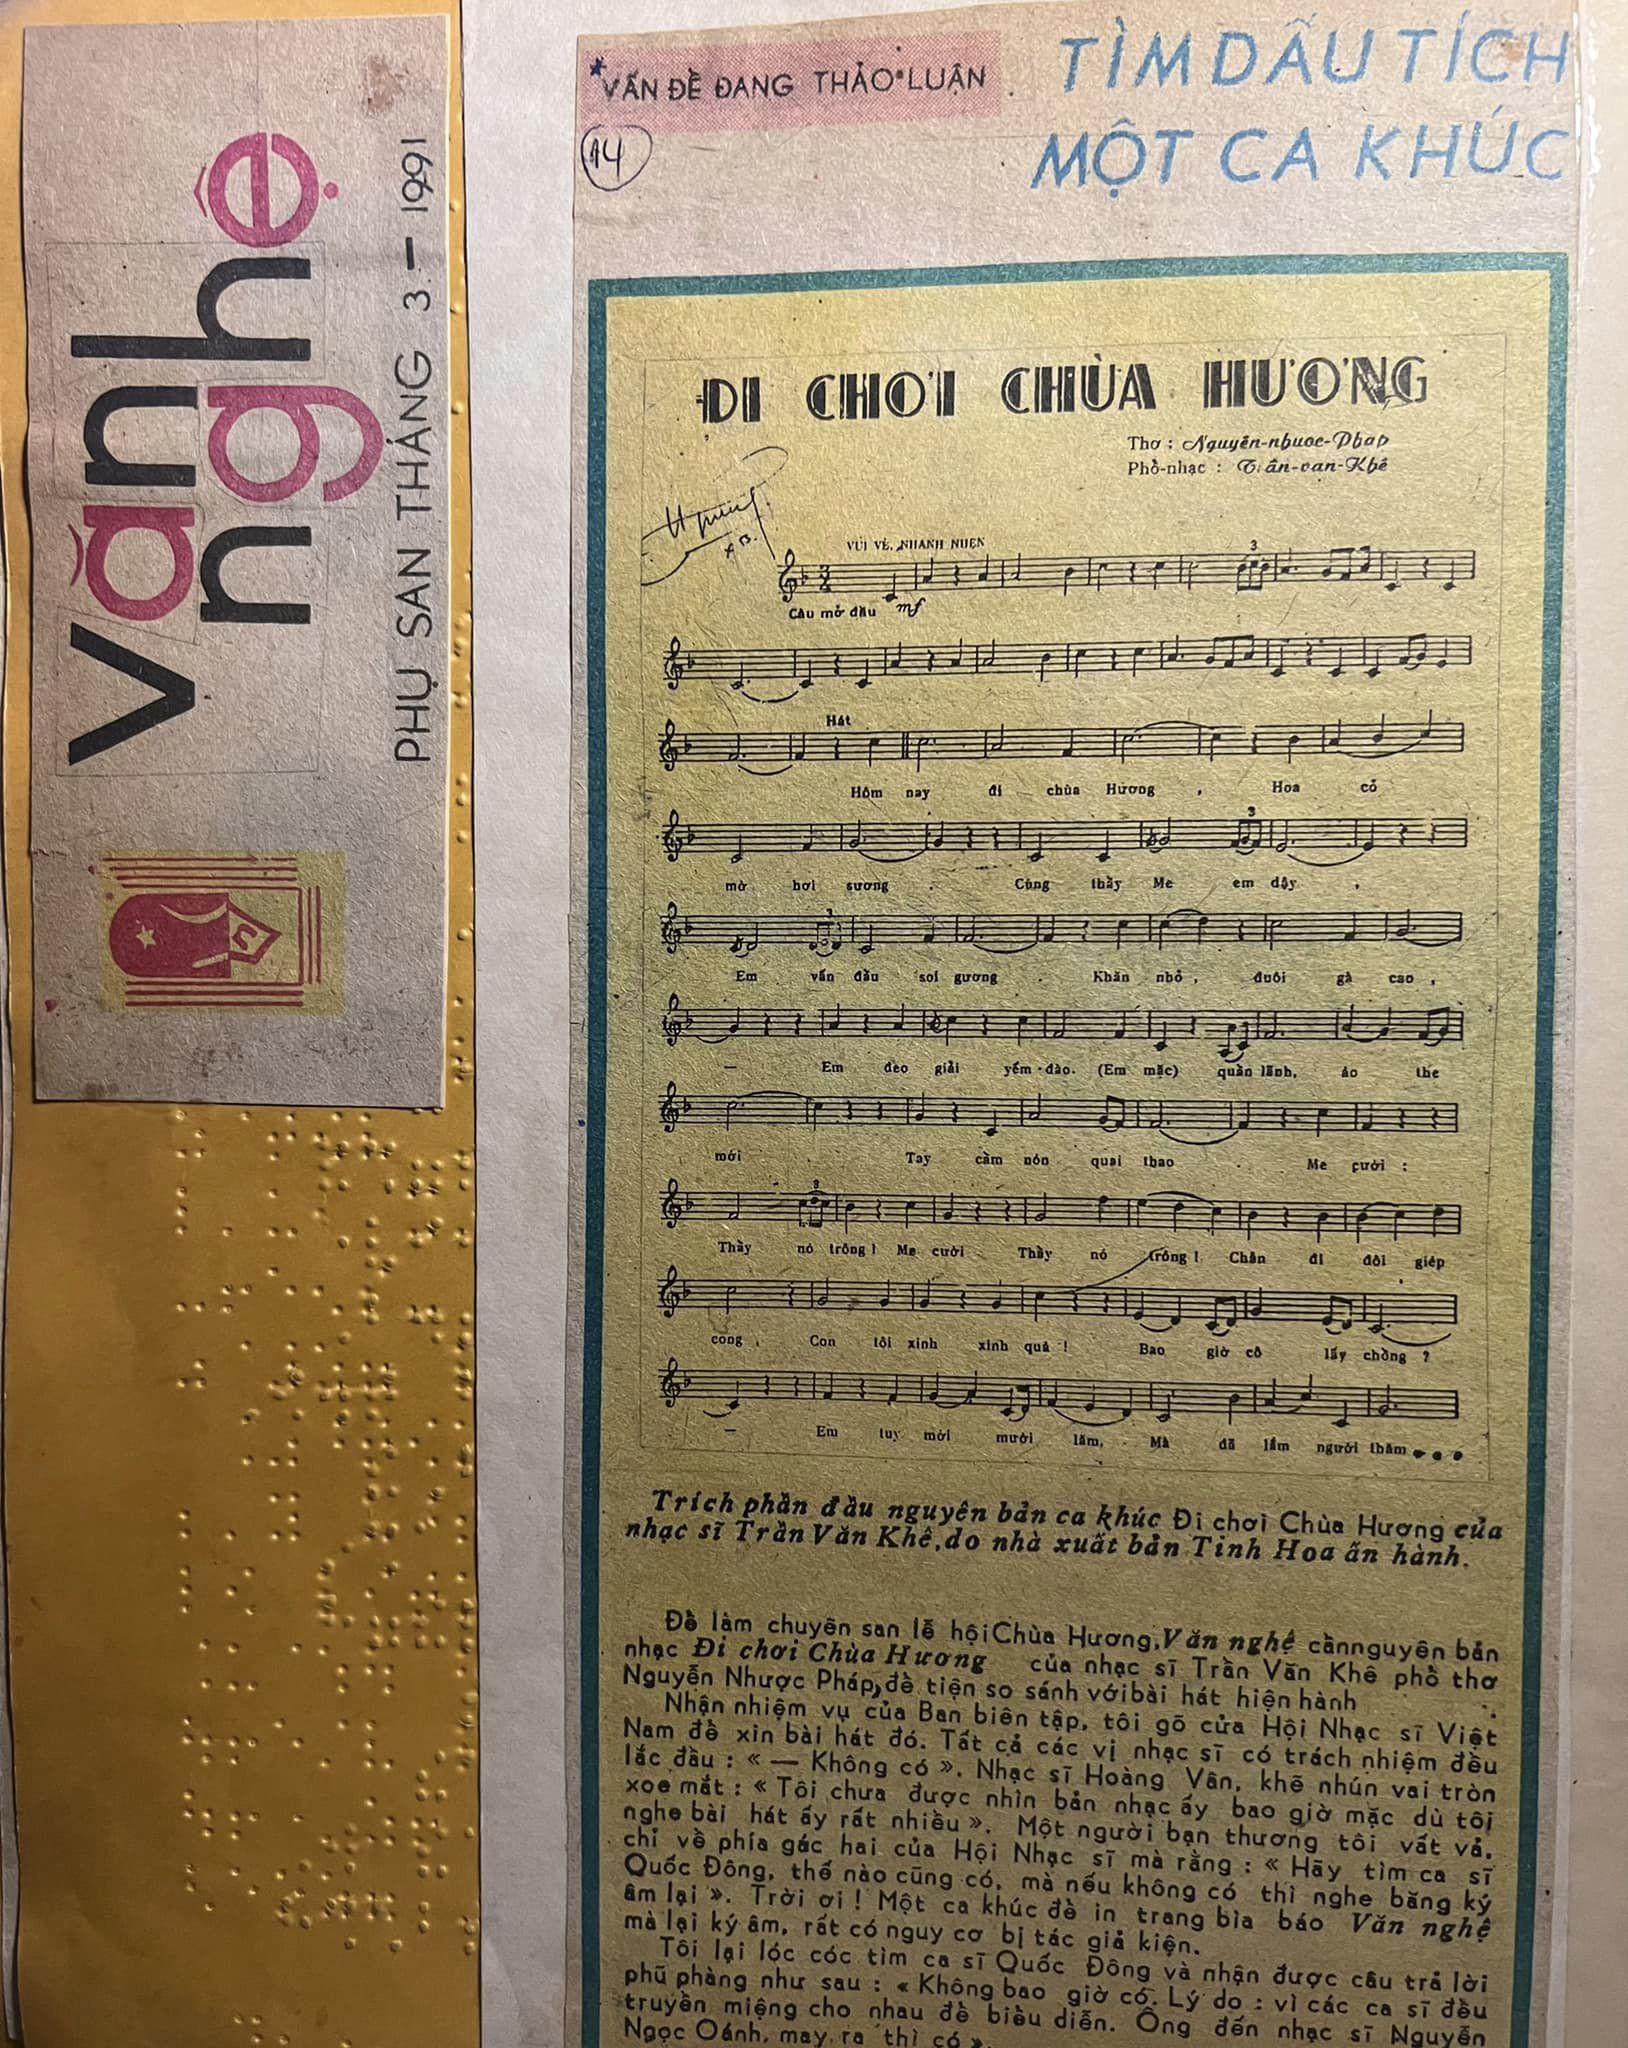 văn
nghệ
PHỤ SAN THÁNG 3 - 1991
*VẤN ĐỀ ĐANG THẢO LUẬN
14
TÌM DẤU TÍCH
MỘT CA KHÚC
ĐI CHƠI CHÙA HƯƠNG
Thơ : Nguyễn-nhuoc-Phap
Phổ-nhạc : Trần-van-Khê
VUI VẺ, NHANH NHẸN
3
Câu mở đầu mf
Hát
Hôm nay đi chùa Hương , Hoa cỏ
3
mờ hơi sương . Cùng thầy Me em dậy ,
3
Em vấn đầu soi gương . Khăn nhỏ , đuôi gà cao ,
Em đeo giải yếm-đào. (Em mặc) quần lãnh, áo the
mới . Tay cầm nón quai thao . Me cười :
3
Thầy nó trông ! Me cười Thầy nó trông ! Chân đi đôi giép
cong , Con tôi xinh xinh quá ! Bao giờ cô lấy chồng ?
Em tuy mới mười lăm, Mà đã lắm người thăm...
Trích phần đầu nguyên bản ca khúc Đi chơi Chùa Hương của
nhạc sĩ Trần Văn Khê, do nhà xuất bản Tinh Hoa ấn hành.
Để làm chuyên san lễ hội Chùa Hương, Văn nghệ cần nguyên bản
nhạc Đi chơi Chùa Hương của nhạc sĩ Trần Văn Khê phổ thơ
Nguyễn Nhược Pháp, để tiện so sánh với bài hát hiện hành
Nhận nhiệm vụ của Ban biên tập, tôi gõ cửa Hội Nhạc sĩ Việt
Nam để xin bài hát đó. Tất cả các vị nhạc sĩ có trách nhiệm đều
lắc đầu : « — Không có ». Nhạc sĩ Hoàng Vân, khẽ nhún vai tròn
xoe mắt : « Tôi chưa được nhìn bản nhạc ấy bao giờ mặc dù tôi
nghe bài hát ấy rất nhiều ». Một người bạn thương tôi vất vả,
chỉ về phía gác hai của Hội Nhạc sĩ mà rằng : « Hãy tìm ca sĩ
Quốc Đông, thế nào cũng có, mà nếu không có thì nghe băng ký
âm lại ». Trời ơi ! Một ca khúc để in trang bìa báo Văn nghệ
mà lại ký âm, rất có nguy cơ bị tác giả kiện.
Tôi lại lóc cóc tìm ca sĩ Quốc Đông và nhận được câu trả lời
phũ phàng như sau : « Không bao giờ có. Lý do : vì các ca sĩ đều
truyền miệng cho nhau để biểu diễn. Ông đến nhạc sĩ Nguyễn
Ngọc Oánh, may ra thì có ».